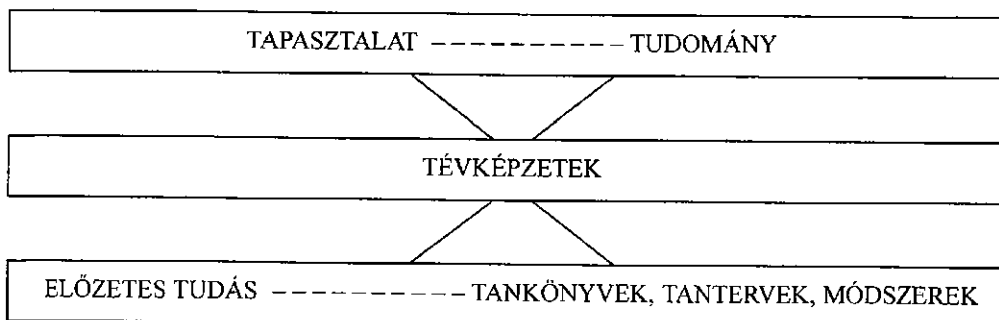 TAPASZTALAT ------------- TUDOMÁNY
TÉVKÉPZETEK
ELŐZETES TUDÁS ------------- TANKÖNYVEK, TANTERVEK, MÓDSZEREK